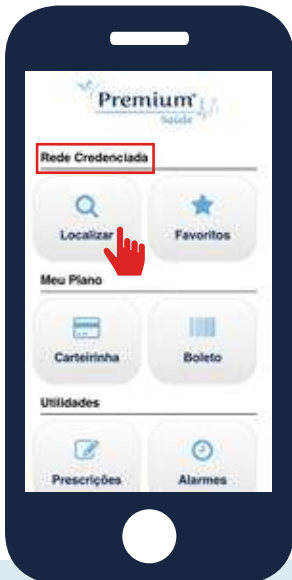 Premium
Saúde
Rede Credenciada
Localizar
Favoritos
Meu Plano
Carteirinha
Boleto
Utilidades
Prescrições
Alarmes